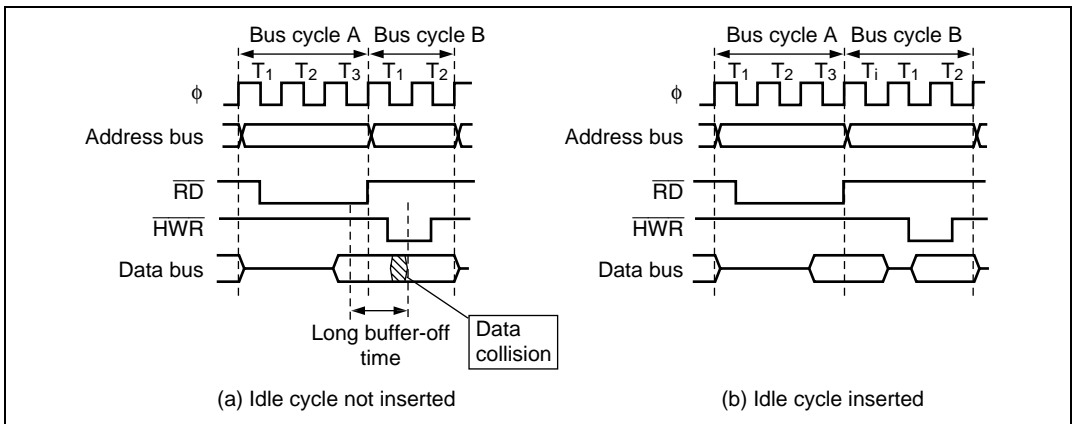 Bus cycle A Bus cycle B
T1 T2 T3 T1 T2
ϕ
Address bus
RD
HWR
Data bus
Long buffer-off
time
Data
collision
(a) Idle cycle not inserted
Bus cycle A Bus cycle B
T1 T2 T3 Ti T1 T2
ϕ
Address bus
RD
HWR
Data bus
(b) Idle cycle inserted